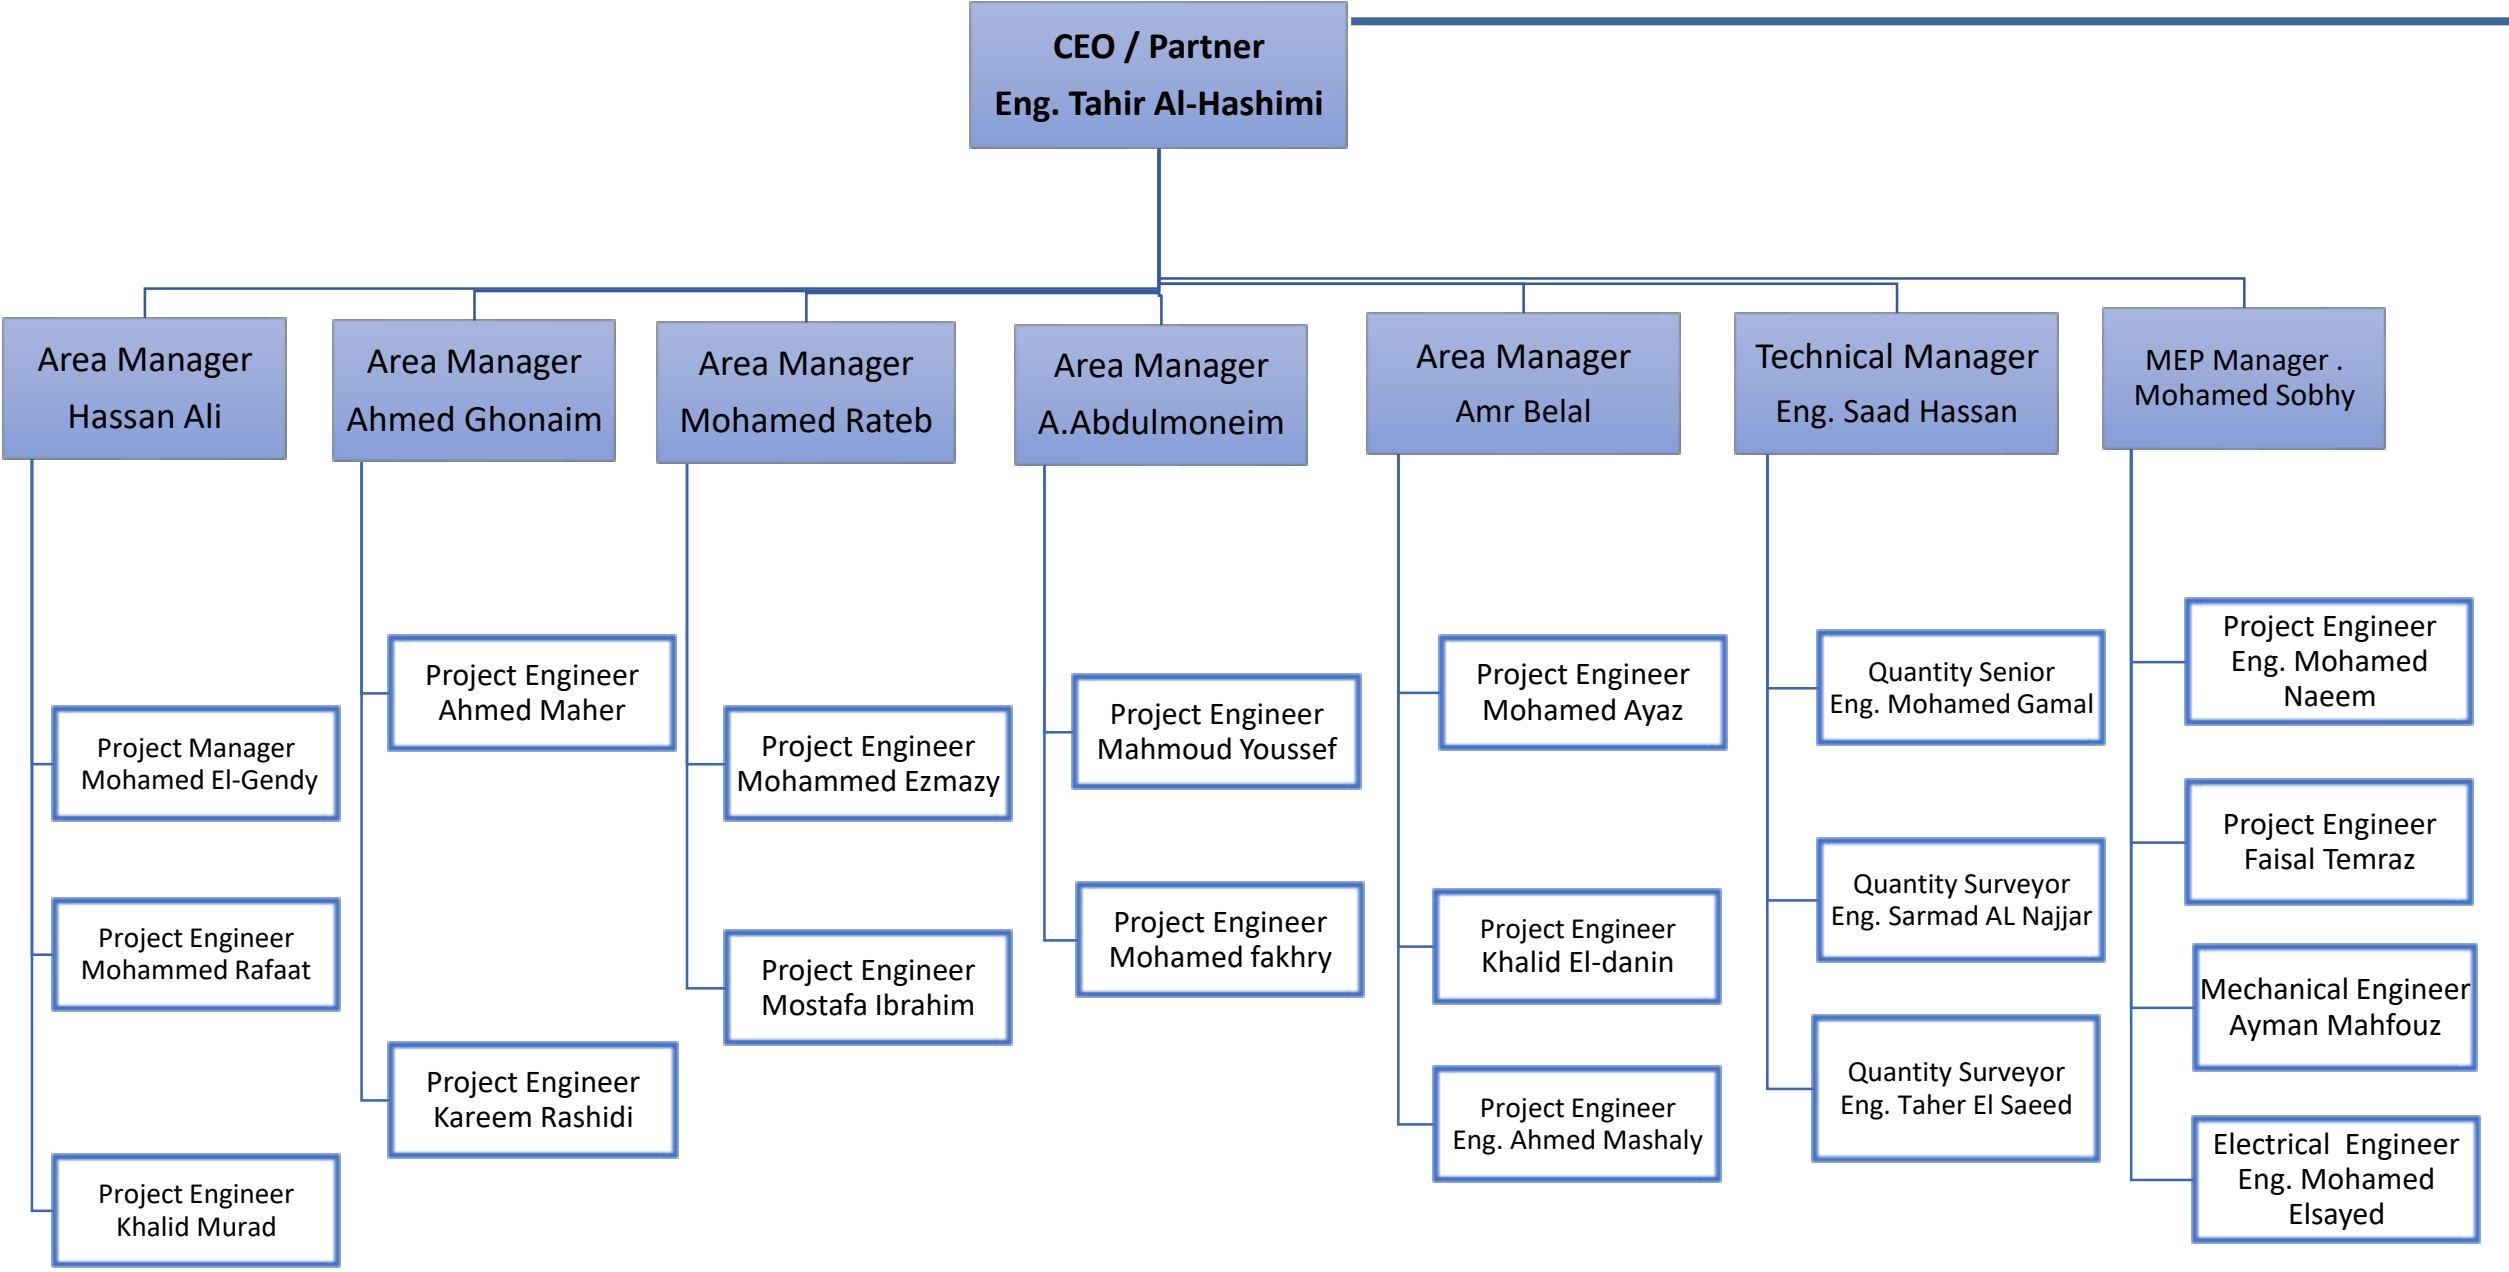 CEO / Partner
Eng. Tahir Al-Hashimi
Area Manager
Hassan Ali
Area Manager
Ahmed Ghonaim
Area Manager
Mohamed Rateb
Area Manager
A.Abdulmoneim
Area Manager
Amr Belal
Technical Manager
Eng. Saad Hassan
MEP Manager .
Mohamed Sobhy
Project Manager
Mohamed El-Gendy
Project Engineer
Mohammed Rafaat
Project Engineer
Khalid Murad
Project Engineer
Ahmed Maher
Project Engineer
Kareem Rashidi
Project Engineer
Mohammed Ezmazy
Project Engineer
Mostafa Ibrahim
Project Engineer
Mahmoud Youssef
Project Engineer
Mohamed fakhry
Project Engineer
Mohamed Ayaz
Project Engineer
Khalid El-danin
Project Engineer
Eng. Ahmed Mashaly
Quantity Senior
Eng. Mohamed Gamal
Quantity Surveyor
Eng. Sarmad AL Najjar
Quantity Surveyor
Eng. Taher El Saeed
Project Engineer
Eng. Mohamed
Naeem
Project Engineer
Faisal Temraz
Mechanical Engineer
Ayman Mahfouz
Electrical  Engineer
Eng. Mohamed
Elsayed